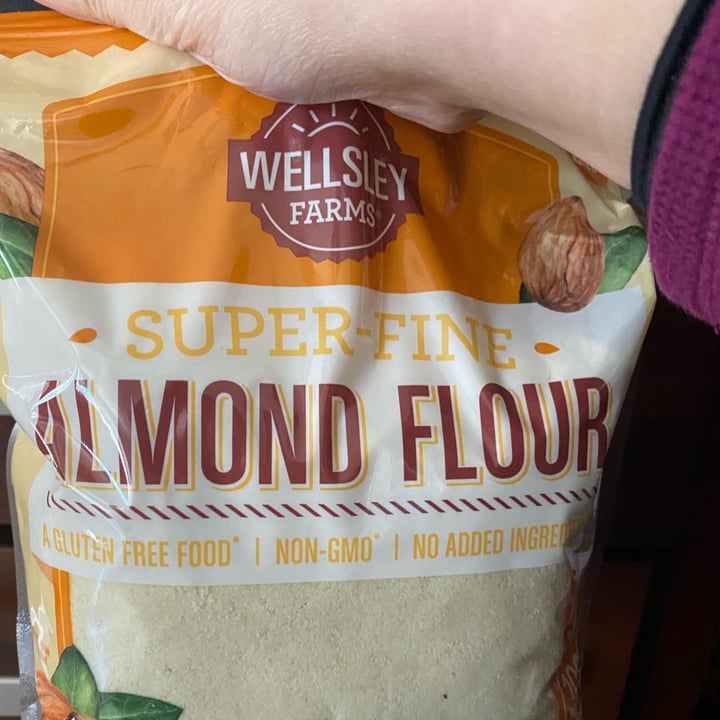 WELLSLEY
FARMS®
SUPER-FINE
ALMOND FLOUR
A GLUTEN FREE FOOD* | NON-GMO* | NO ADDED